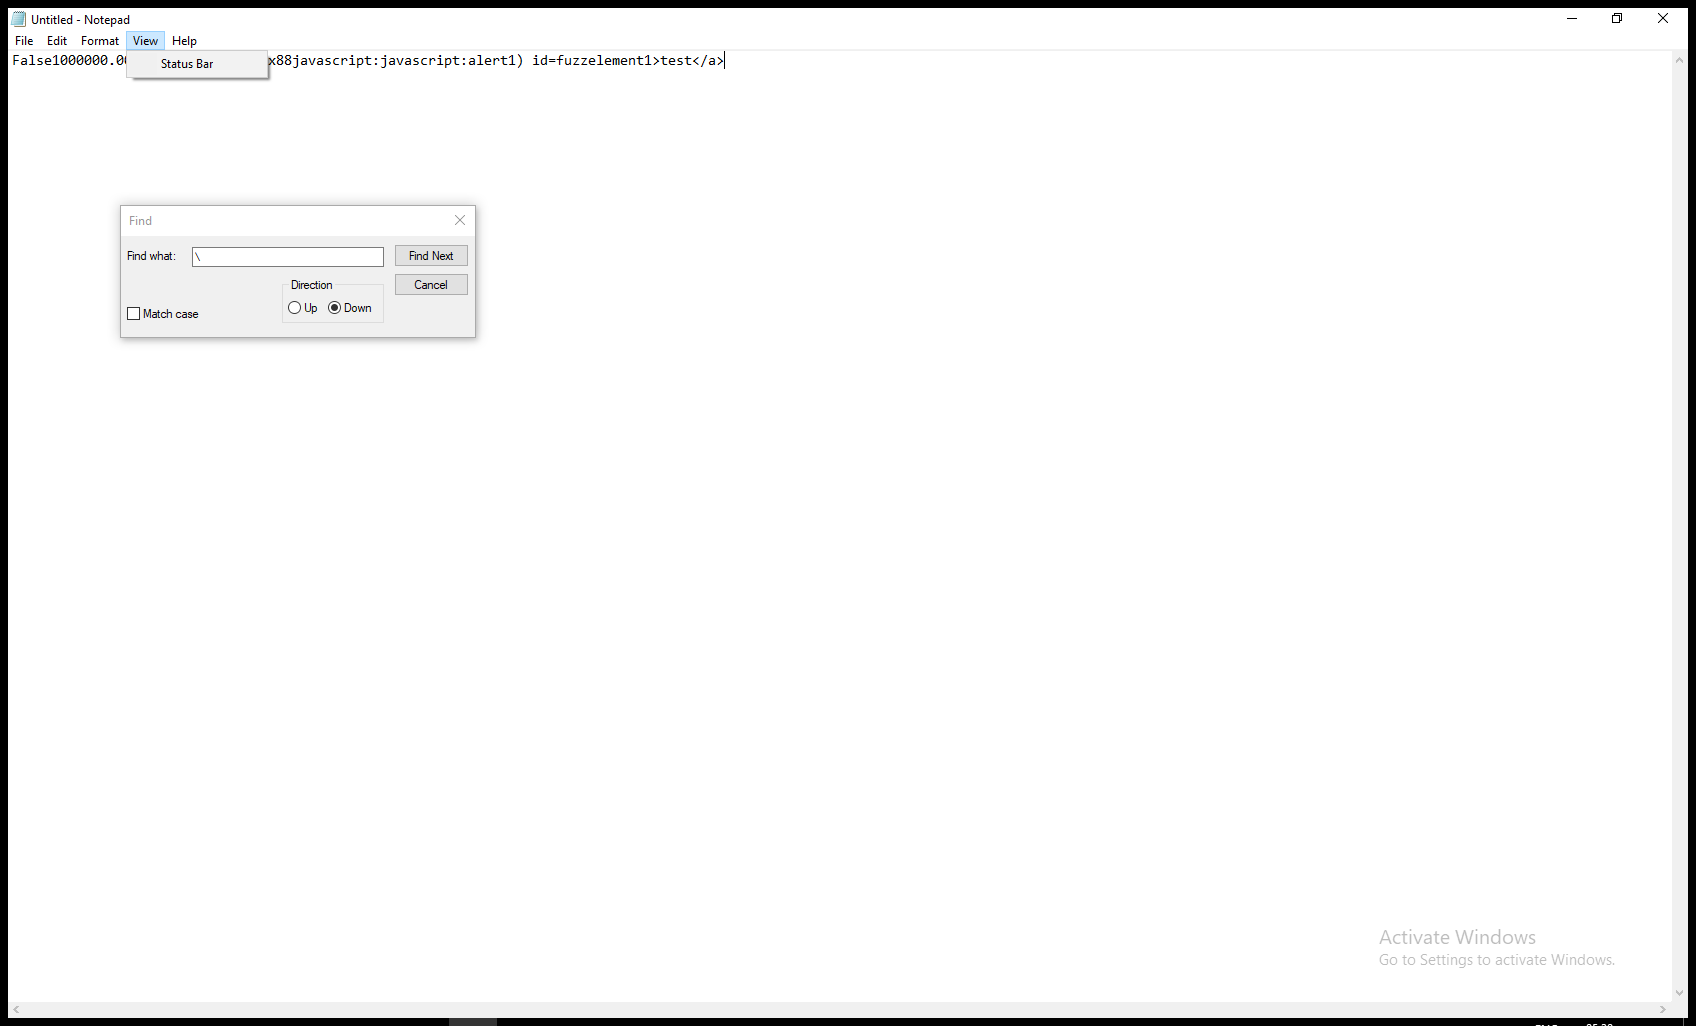 Untitled - Notepad
File Edit Format View Help
False1000000.0
x88javascript:javascript:alert1) id=fuzzelement1>test</a>
Status Bar
Find
Find what: \
Find Next
Direction
Cancel
Up Down
Match case
Activate Windows
Go to Settings to activate Windows.